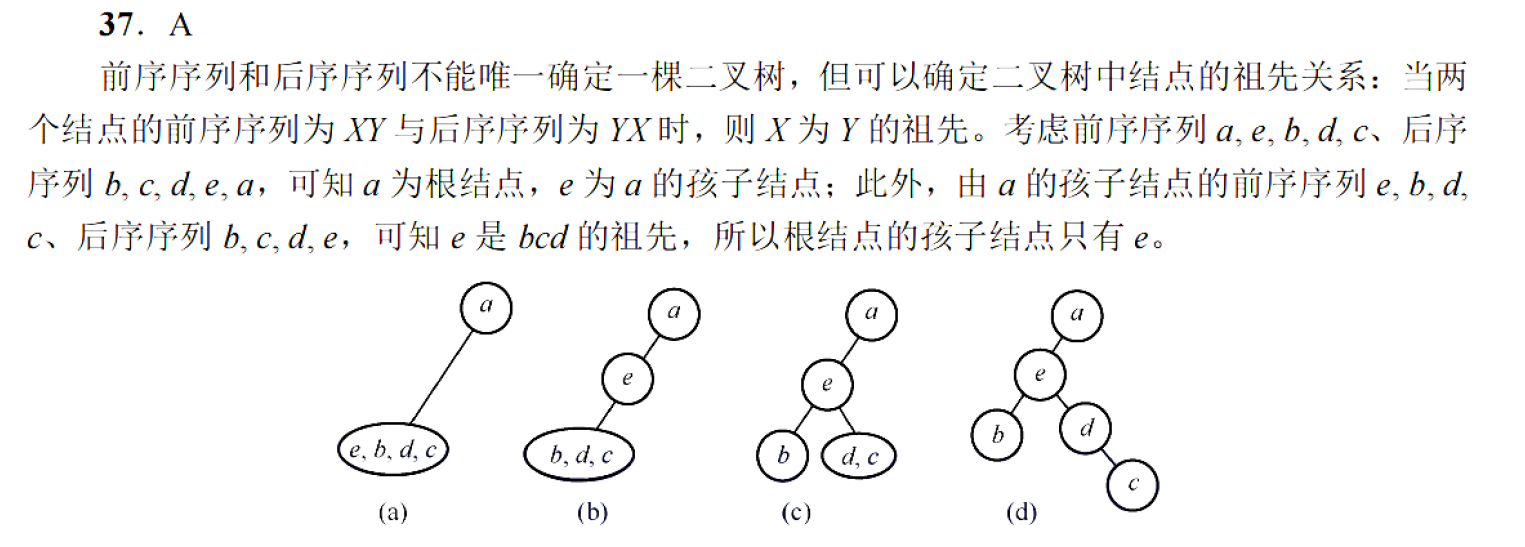 37. A
前序序列和后序序列不能唯一确定一棵二叉树，但可以确定二叉树中结点的祖先关系：当两
个结点的前序序列为 XY 与后序序列为 YX 时，则 X 为 Y 的祖先。考虑前序序列 a, e, b, d, c、后序
序列 b, c, d, e, a，可知 a 为根结点，e 为 a 的孩子结点；此外，由 a 的孩子结点的前序序列 e, b, d,
c、后序序列 b, c, d, e，可知 e 是 bcd 的祖先，所以根结点的孩子结点只有 e。
a
e、b、d、c
(a)
a
e
b、d、c
(b)
a
e
b
d、c
(c)
a
e
b
d
c
(d)